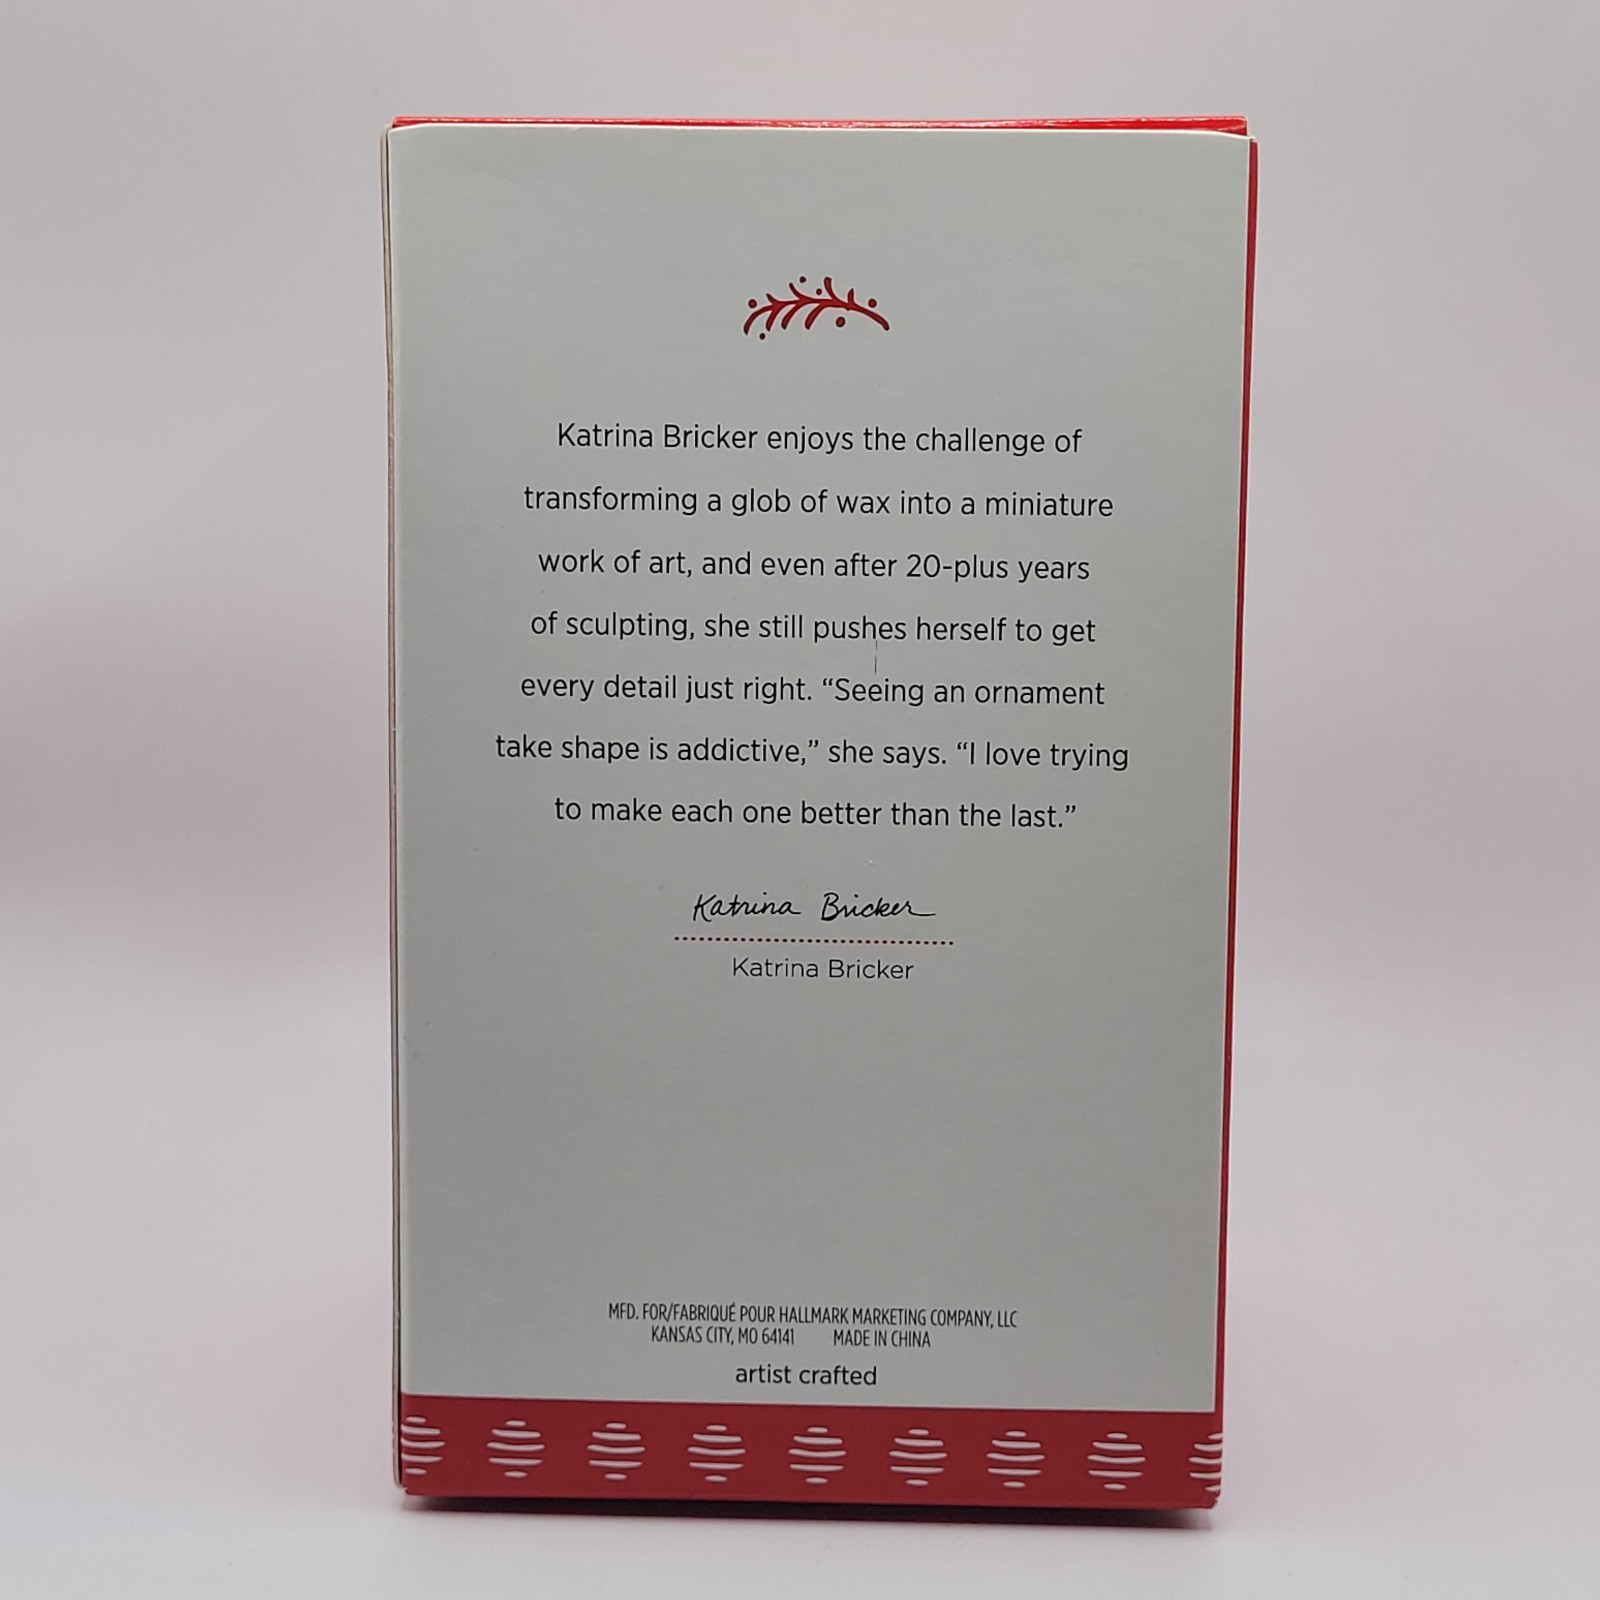 Katrina Bricker enjoys the challenge of
transforming a glob of wax into a miniature
work of art, and even after 20-plus years
of sculpting, she still pushes herself to get
every detail just right. “Seeing an ornament
take shape is addictive,” she says. “I love trying
to make each one better than the last.”
Katrina Bricker
Katrina Bricker
MFD. FOR/FABRIQUÉ POUR HALLMARK MARKETING COMPANY, LLC
KANSAS CITY, MO 64141 MADE IN CHINA
artist crafted